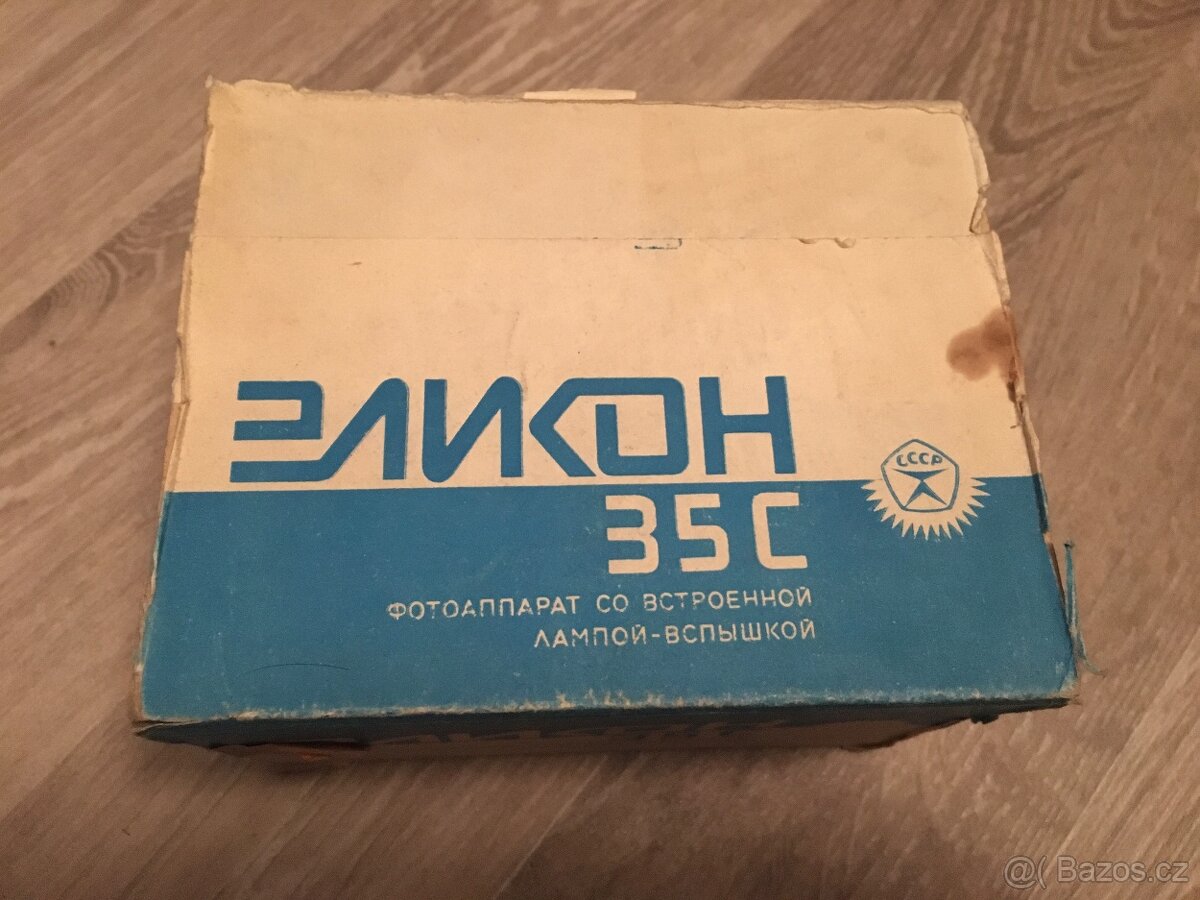 ЭЛИКОН
35С
СССР
ФОТОАППАРАТ СО ВСТРОЕННОЙ
ЛАМПОЙ-ВСПЫШКОЙ
@( Bazos.cz